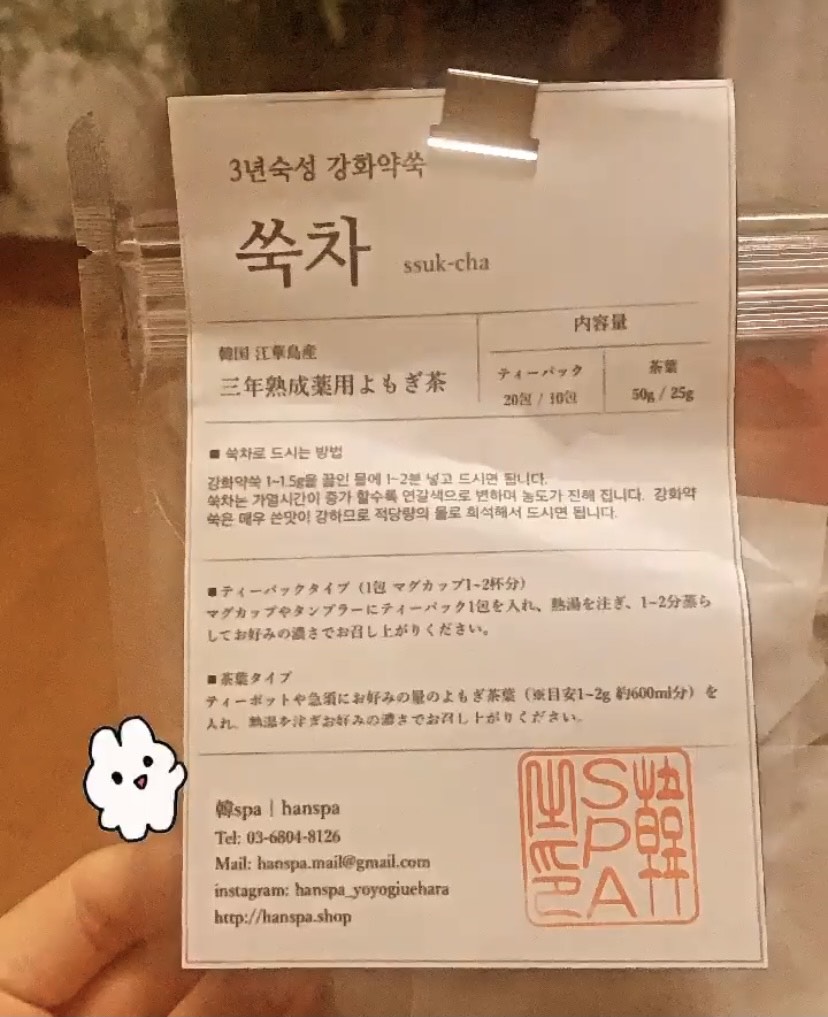 3년숙성 강화약쑥
쑥차 ssuk-cha
韓国 江華島産
三年熟成薬用よもぎ茶
内容量
ティーパック
20包 / 10包
茶葉
50g / 25g
■ 쑥차로 드시는 방법
강화약쑥 1~1.5g을 끓인 물에 1~2분 넣고 드시면 됩니다.
쑥차는 가열시간이 증가 할수록 연갈색으로 변하며 농도가 진해 집니다. 강화약
쑥은 매우 쓴맛이 강하므로 적당량의 물로 희석해서 드시면 됩니다.
■ ティーパックタイプ（1包 マグカップ1~2杯分）
マグカップやタンブラーにティーパック1包を入れ、熱湯を注ぎ、1~2分蒸ら
してお好みの濃さでお召し上がりください。
■ 茶葉タイプ
ティーポットや急須にお好みの量のよもぎ茶葉（※目安1~2g 約600ml分）を
入れ、熱湯を注ぎお好みの濃さでお召し上がりください。
韓spa | hanspa
Tel: 03-6804-8126
Mail: hanspa.mail@gmail.com
instagram: hanspa_yoyogiuehara
http://hanspa.shop
韓
SPA
之印